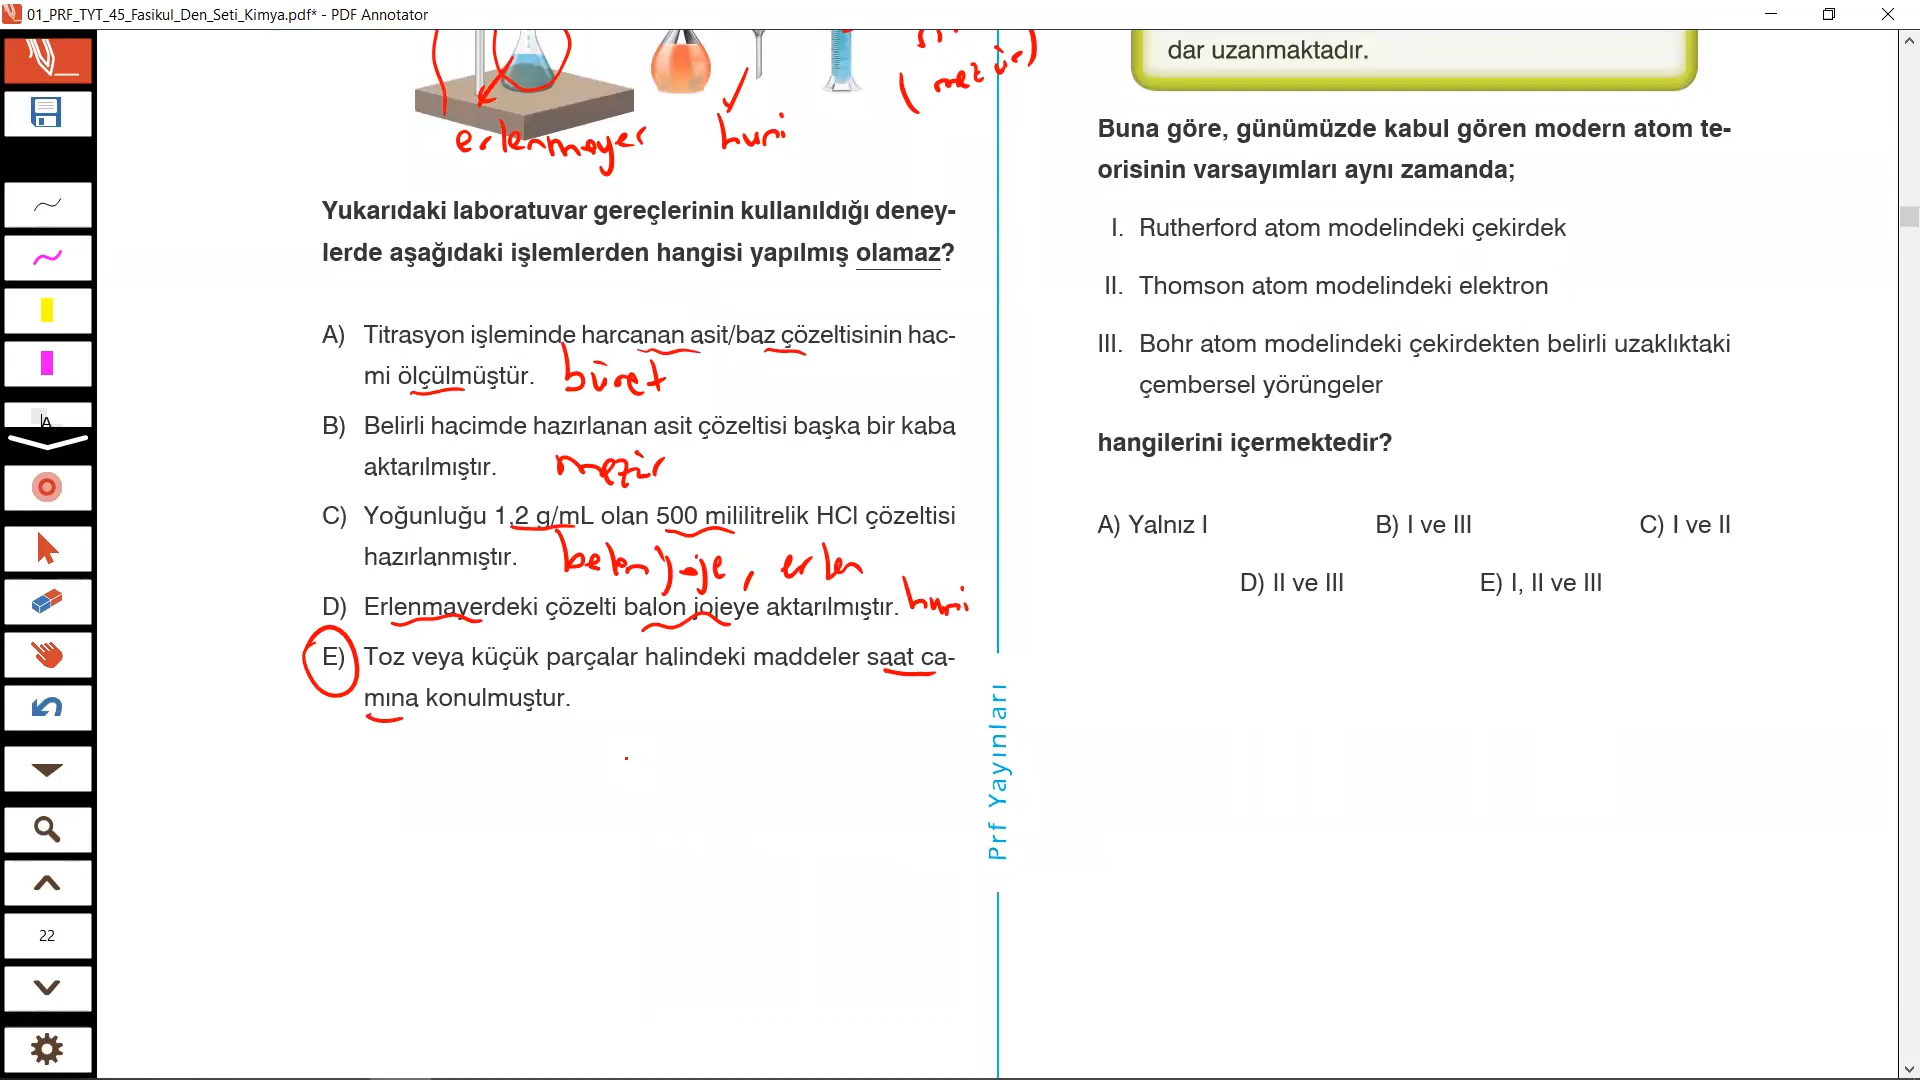 01_PRF_TYT_45_Fasikul_Den_Seti_Kimya.pdf* - PDF Annotator
erlenmayer
huni
(mezür)
Yukarıdaki laboratuvar gereçlerinin kullanıldığı deney-
lerde aşağıdaki işlemlerden hangisi yapılmış olamaz?
A) Titrasyon işleminde harcanan asit/baz çözeltisinin hac-
mi ölçülmüştür. büret
B) Belirli hacimde hazırlanan asit çözeltisi başka bir kaba
aktarılmıştır. mezür
C) Yoğunluğu 1,2 g/mL olan 500 mililitrelik HCl çözeltisi
hazırlanmıştır. balon joje, erlen
D) Erlenmayerdeki çözelti balon jojeye aktarılmıştır. huni
E) Toz veya küçük parçalar halindeki maddeler saat ca-
mına konulmuştur.
Prf Yayınları
dar uzanmaktadır.
Buna göre, günümüzde kabul gören modern atom te-
orisinin varsayımları aynı zamanda;
I. Rutherford atom modelindeki çekirdek
II. Thomson atom modelindeki elektron
III. Bohr atom modelindeki çekirdekten belirli uzaklıktaki
çembersel yörüngeler
hangilerini içermektedir?
A) Yalnız I B) I ve III C) I ve II
D) II ve III E) I, II ve III
A
22